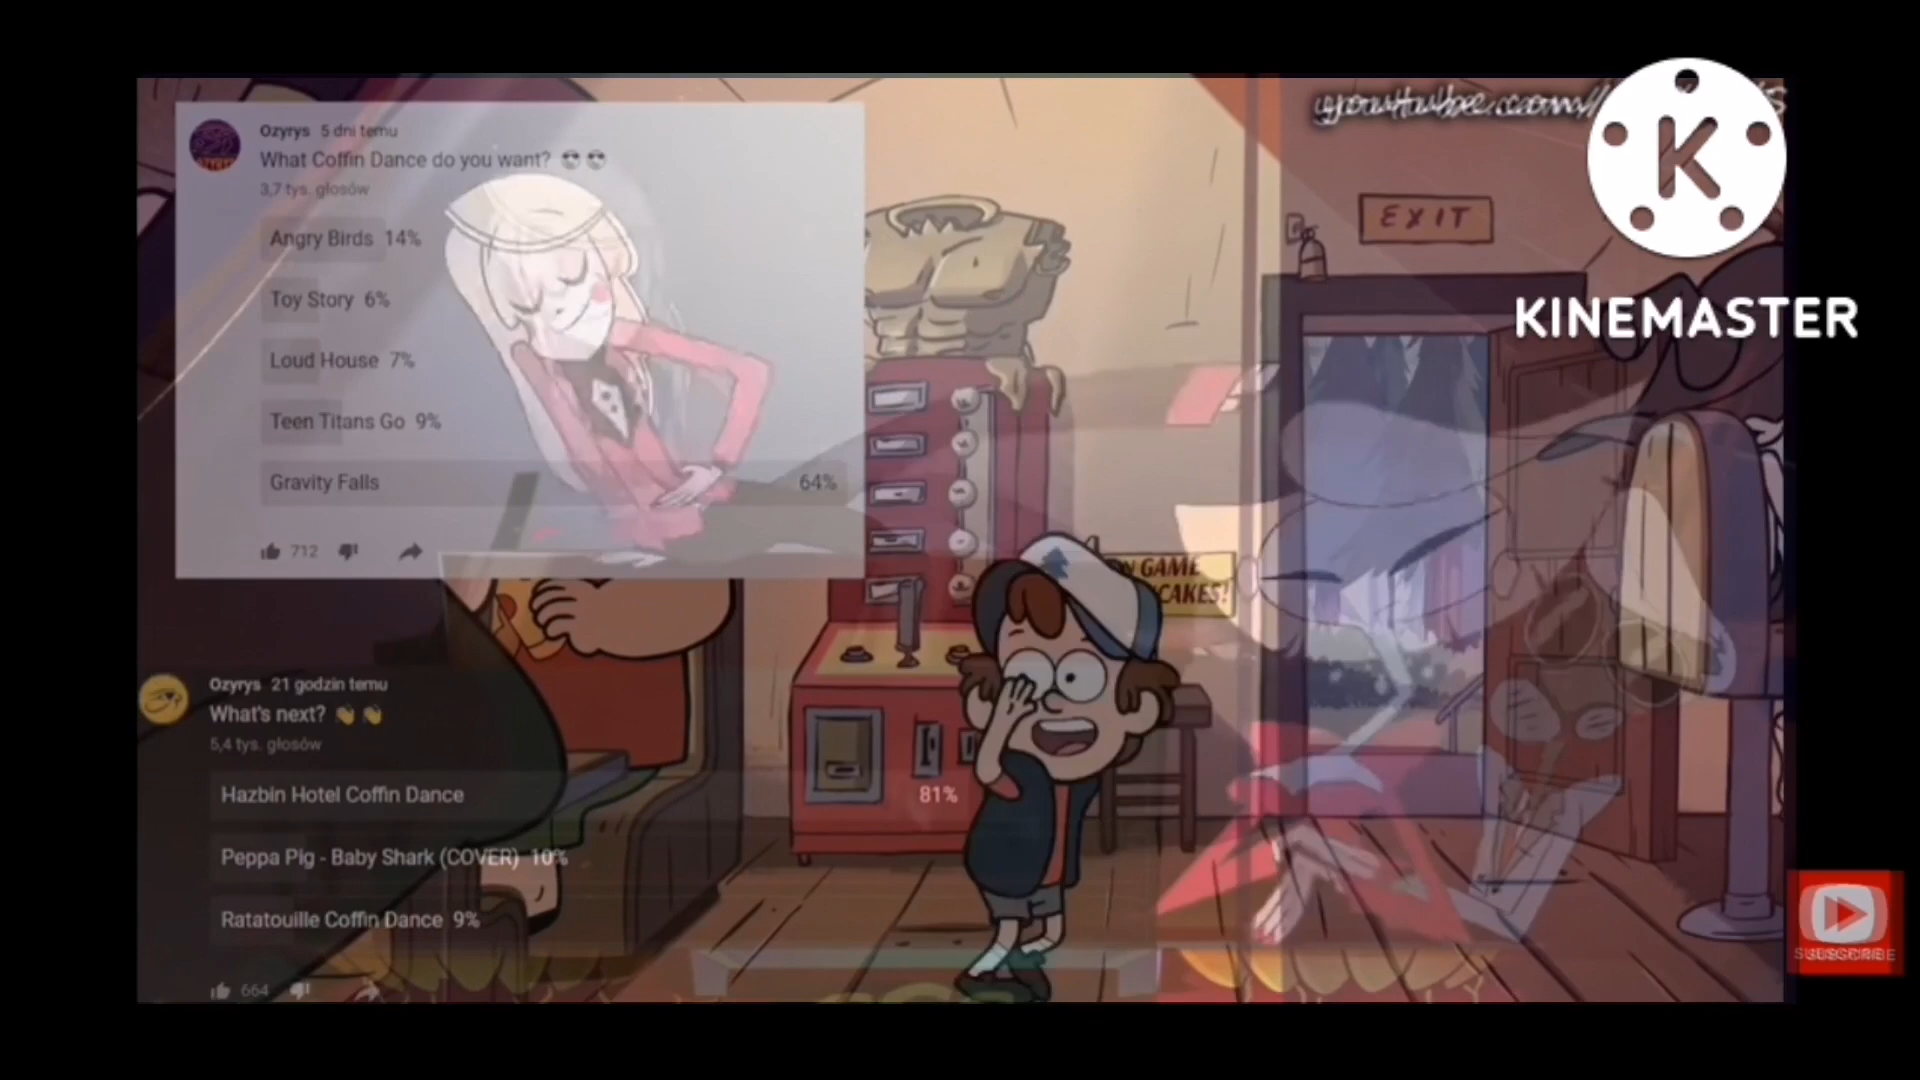 Ozyrys 5 dni temu
What Coffin Dance do you want? 😎 😎
3,7 tys. głosów
Angry Birds 14%
Toy Story 6%
Loud House 7%
Teen Titans Go 9%
Gravity Falls 64%
712
EXIT
KINEMASTER
GAME
CAKES!
Ozyrys 21 godzin temu
What's next? 👏 👏
5,4 tys. głosów
Hazbin Hotel Coffin Dance 81%
Peppa Pig - Baby Shark (COVER) 10%
Ratatouille Coffin Dance 9%
664
SUBSCRIBE